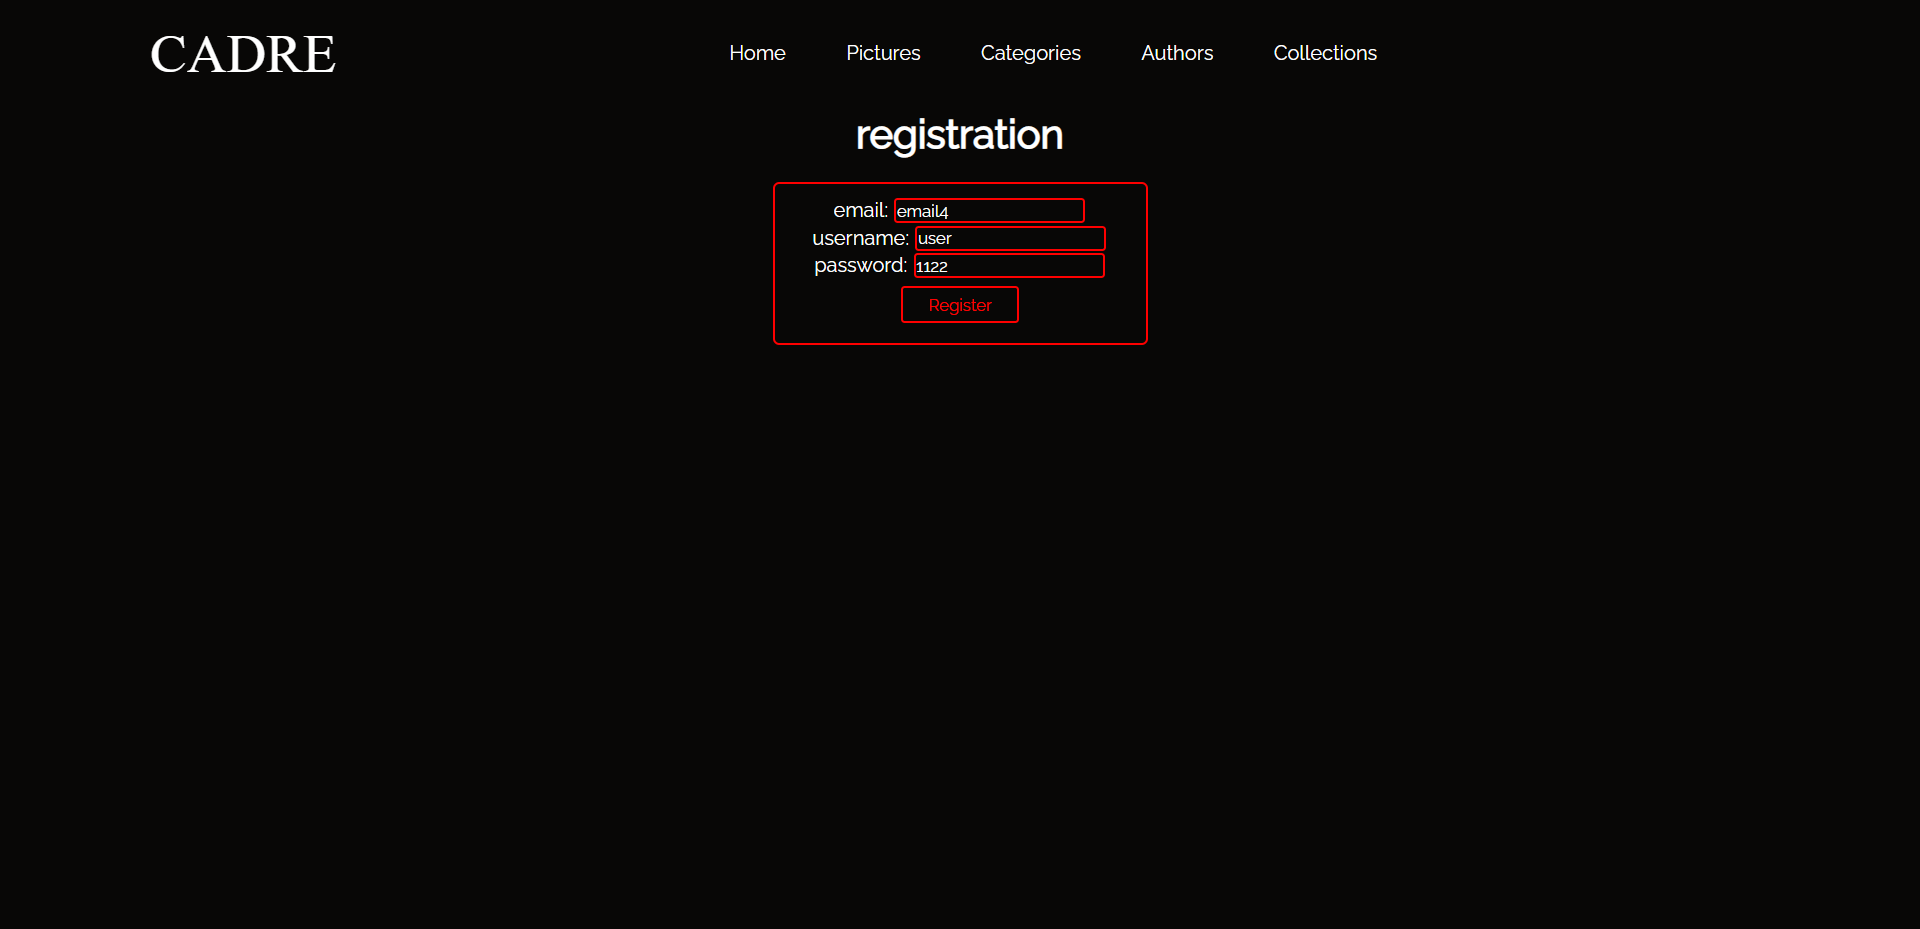 CADRE Home Pictures Categories Authors Collections
registration
email: email4
username: user
password: 1122
Register